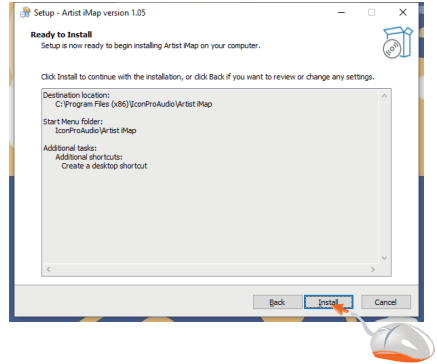 Setup - Artist iMap version 1.05
Ready to Install
Setup is now ready to begin installing Artist iMap on your computer.
Click Install to continue with the installation, or click Back if you want to review or change any settings.
Destination location:
C:\Program Files (x86)\IconProAudio\Artist iMap
Start Menu folder:
IconProAudio\Artist iMap
Additional tasks:
Additional shortcuts:
Create a desktop shortcut
Back Install Cancel